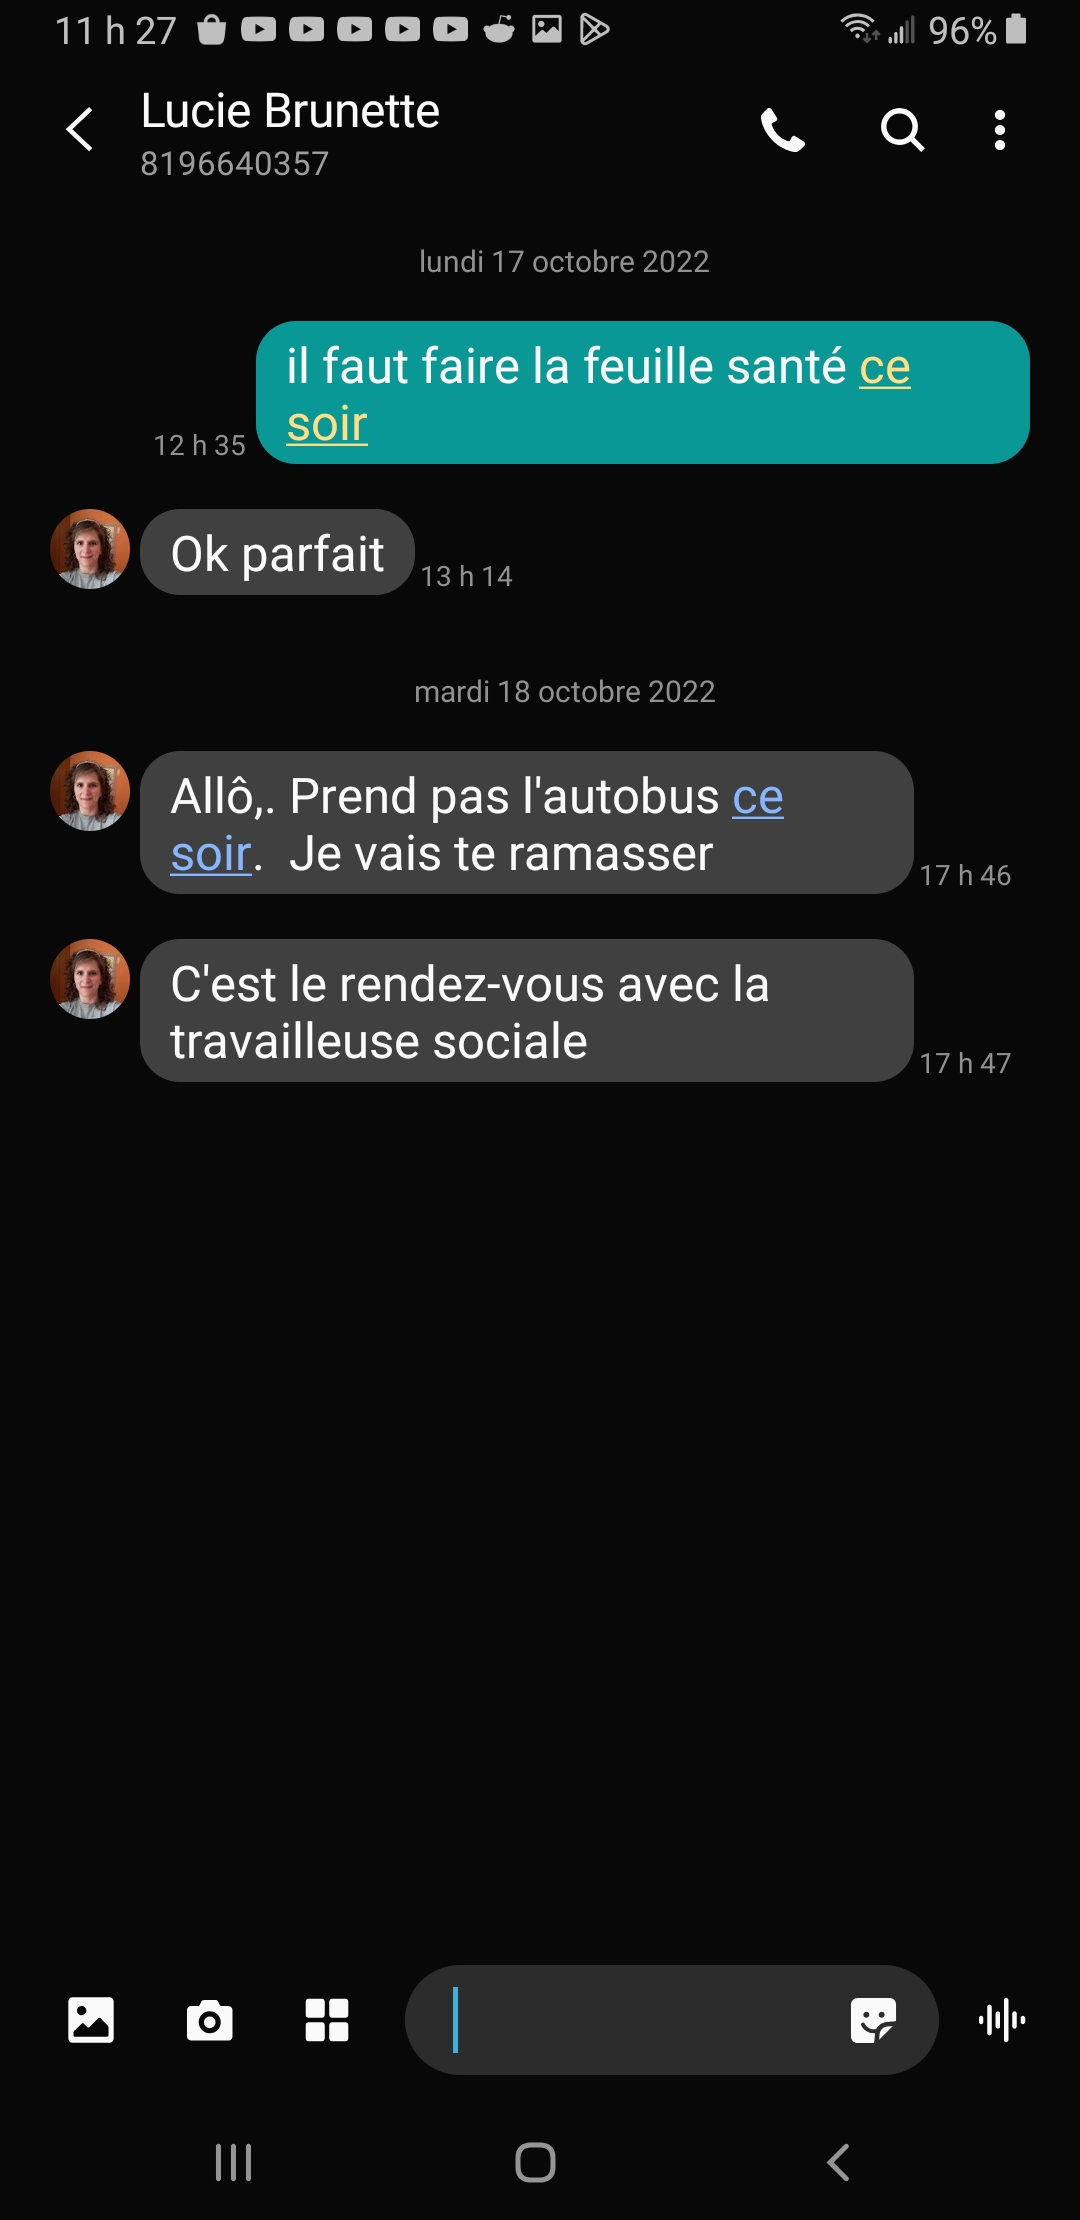 11 h 27 96%
Lucie Brunette
8196640357
lundi 17 octobre 2022
il faut faire la feuille santé ce
soir
12 h 35
Ok parfait
13 h 14
mardi 18 octobre 2022
Allô,. Prend pas l'autobus ce
soir.  Je vais te ramasser
17 h 46
C'est le rendez-vous avec la
travailleuse sociale
17 h 47